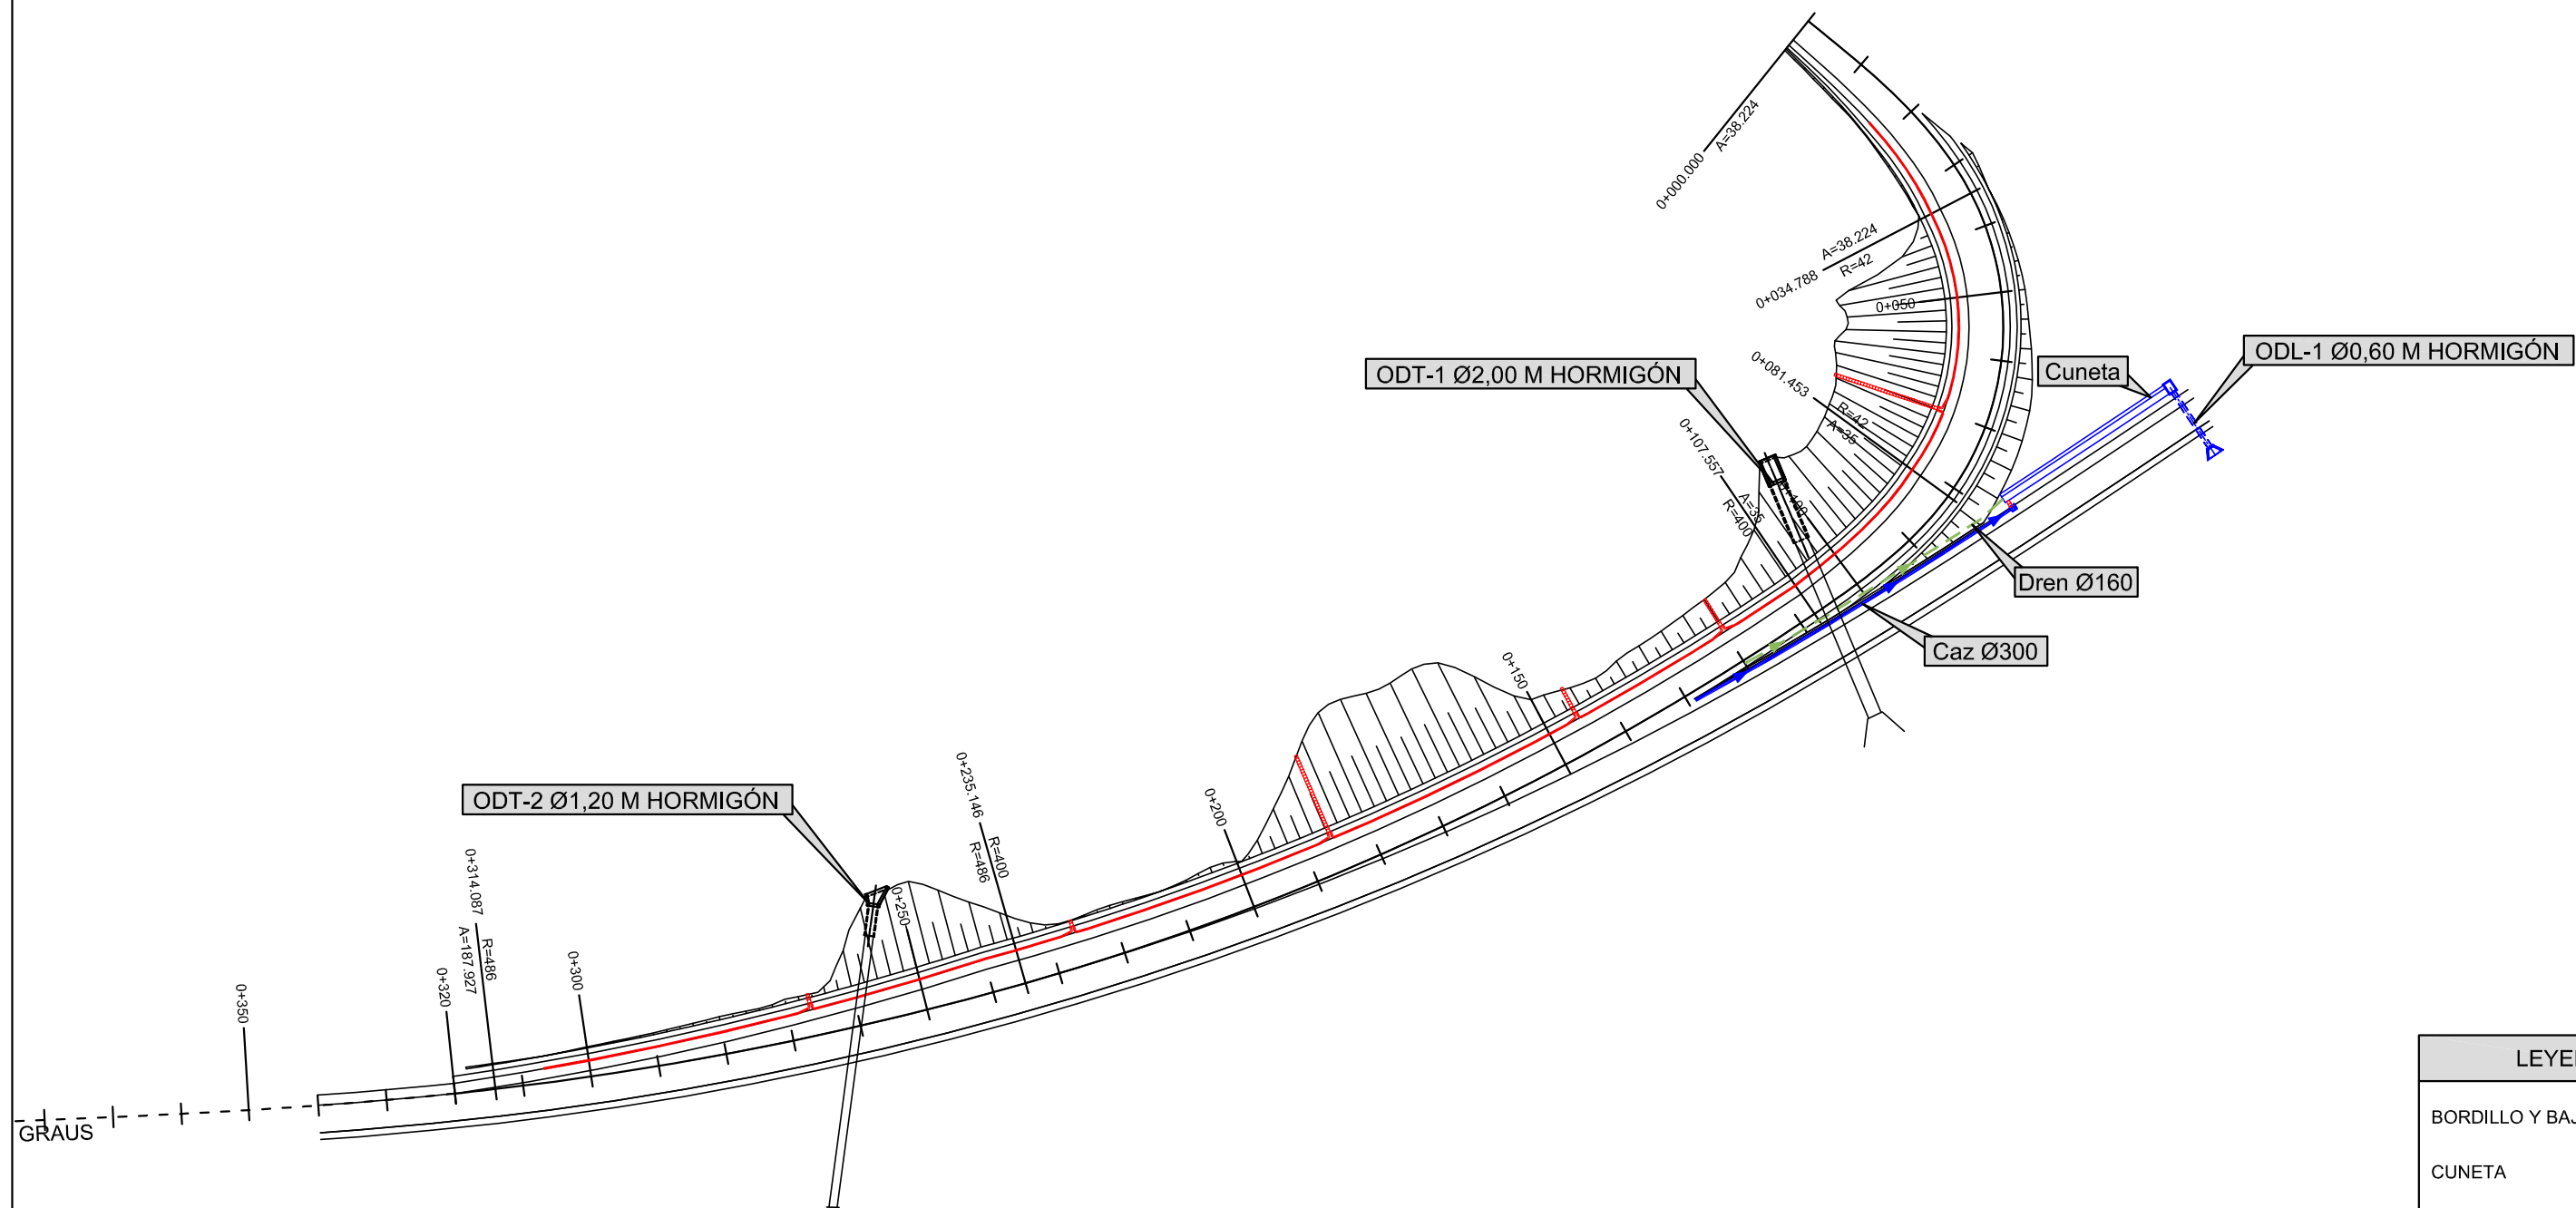 0+000.000
A=38.224
0+034.788
A=38.224
R=42
0+050
ODT-1 Ø2,00 M HORMIGÓN
Cuneta
ODL-1 Ø0,60 M HORMIGÓN
0+081.453
R=42
A=35
0+107.557
A=35
R=400
Dren Ø160
Caz Ø300
0+150
0+200
0+235.146
R=400
R=486
ODT-2 Ø1,20 M HORMIGÓN
0+250
0+300
0+314.087
R=486
A=187.927
0+320
0+350
GRAUS
LEYE
BORDILLO Y BAJ
CUNETA